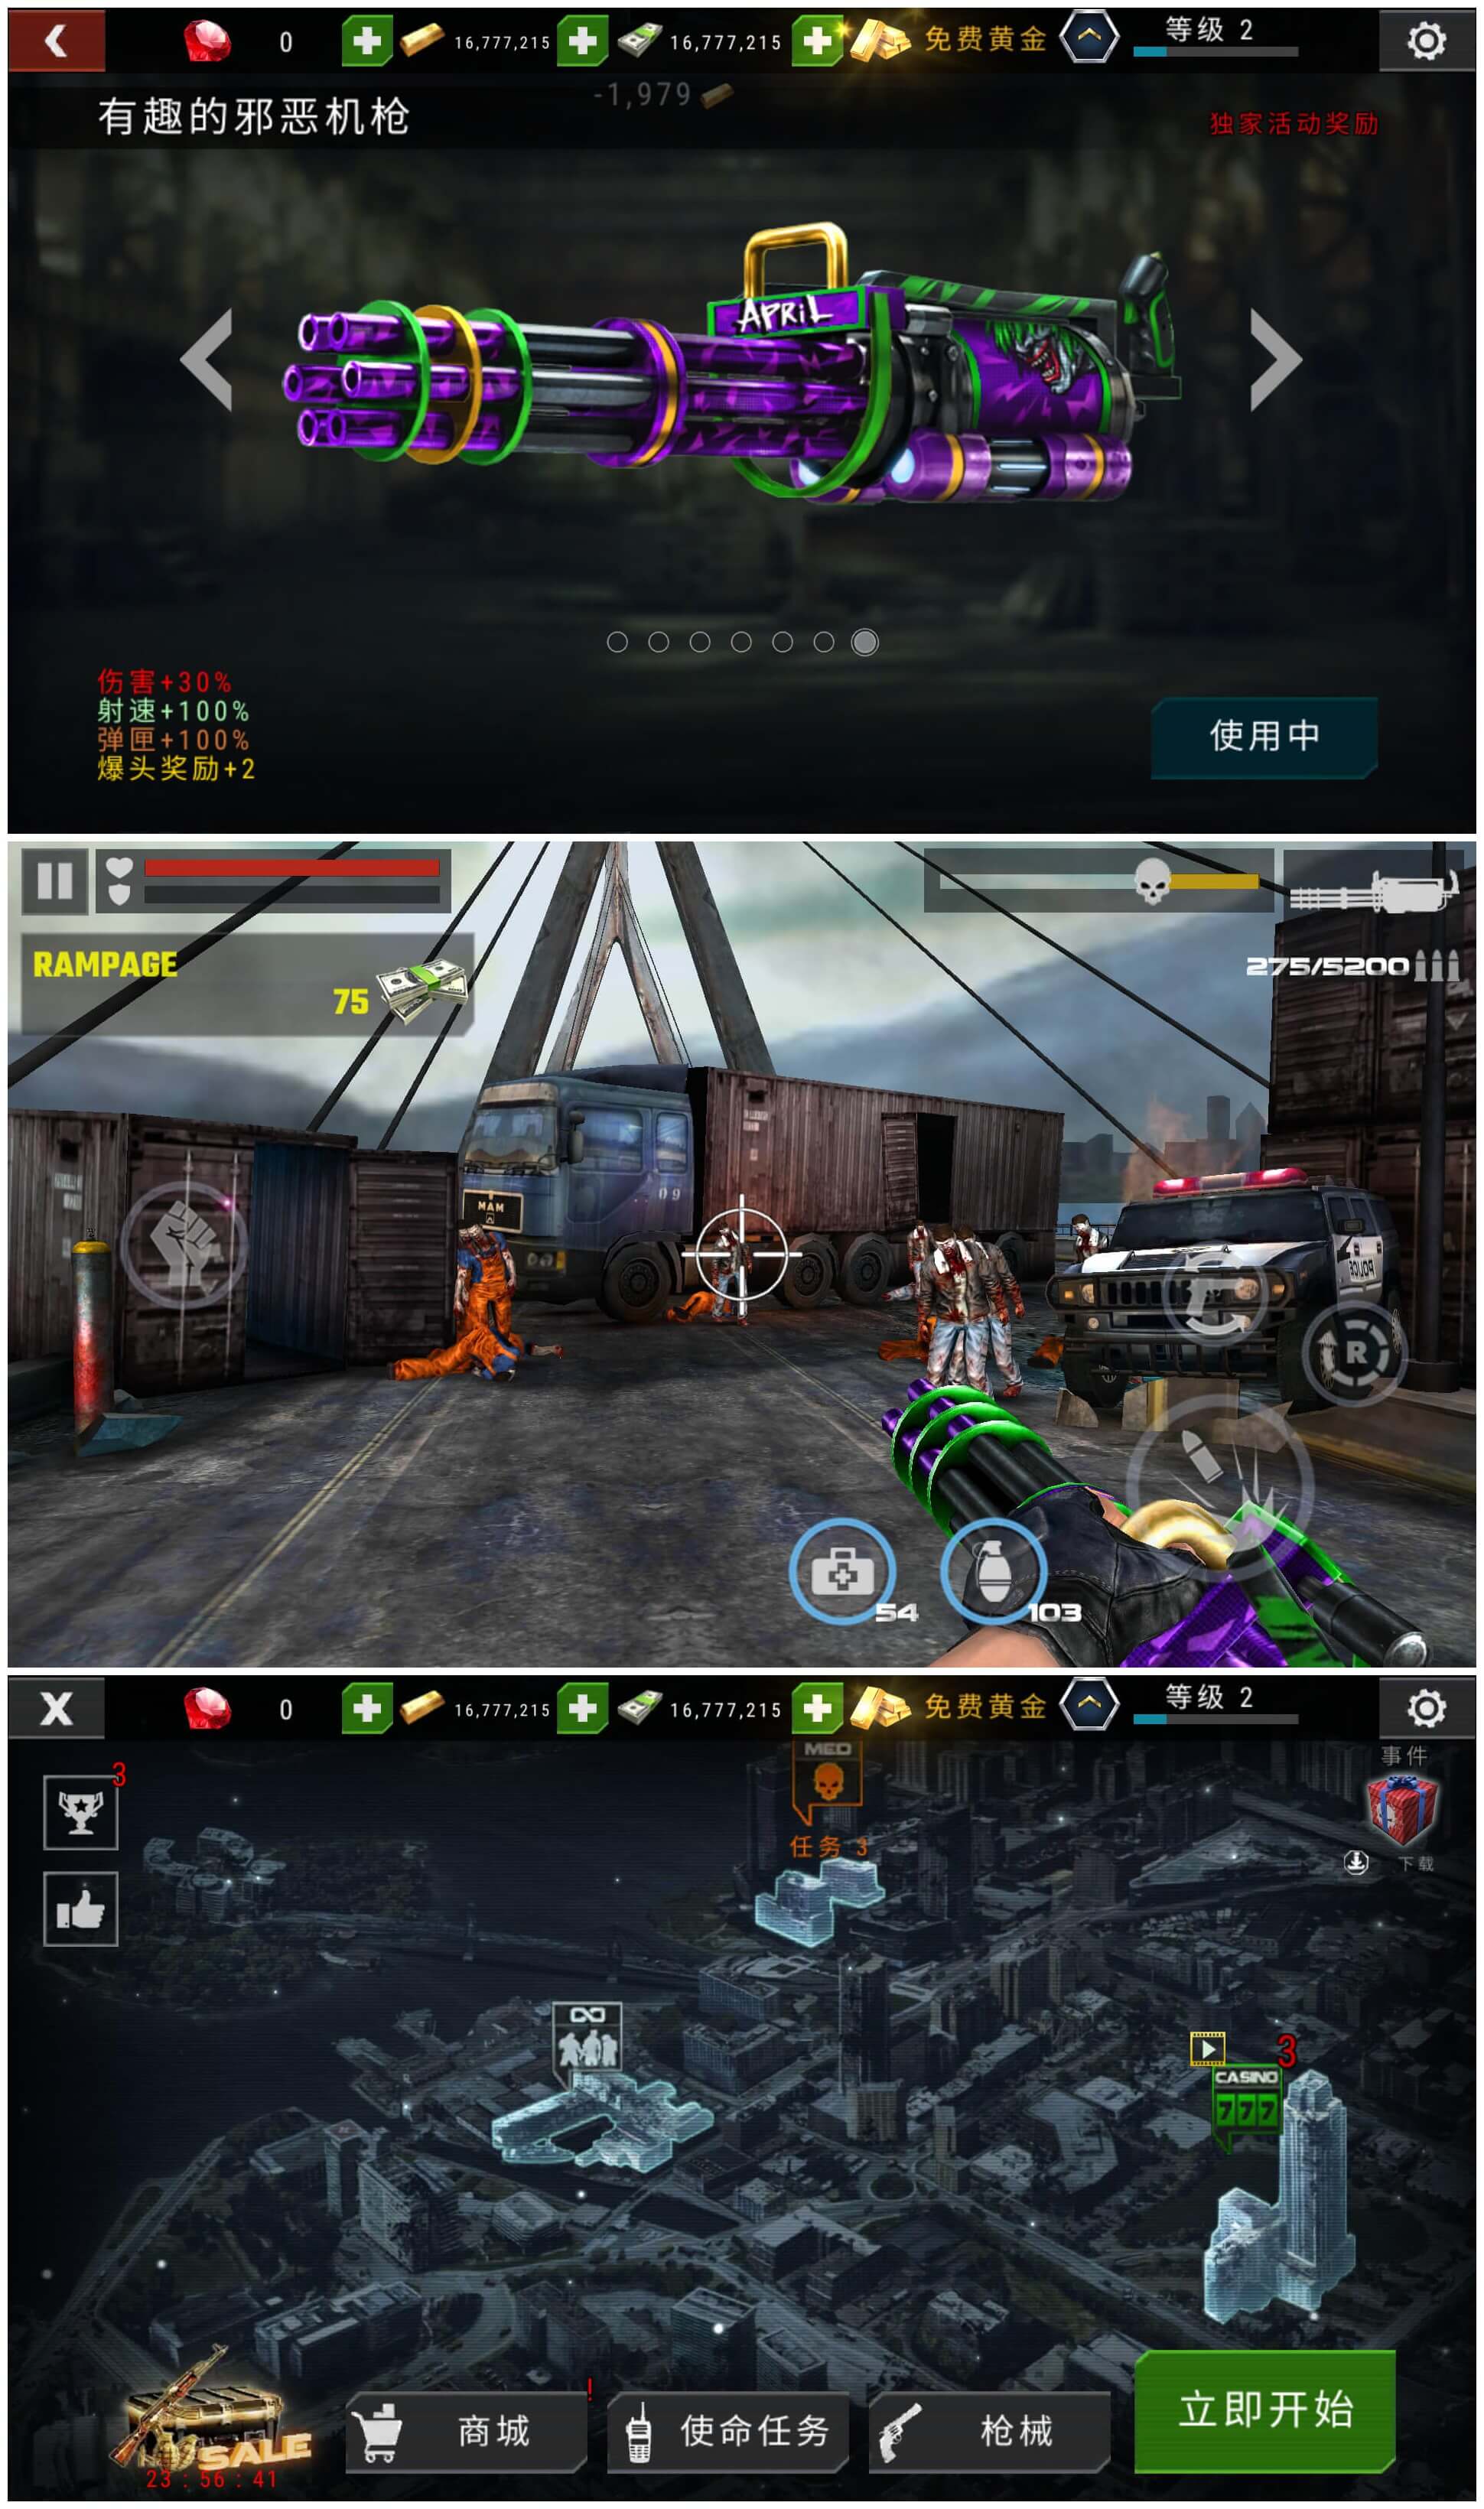 0 16,777,215 16,777,215 免费黄金 等级 2
-1,979
有趣的邪恶机枪
独家活动奖励
APRiL
伤害+30%
射速+100%
弹匣+100%
爆头奖励+2
使用中
RAMPAGE
75
275/5200
09
MAM
POLICE
R
54
103
X 0 16,777,215 16,777,215 免费黄金 等级 2
3
MED
任务 3
事件
下载
3
CASINO
777
SALE
23:56:41
商城
!
使命任务
枪械
立即开始